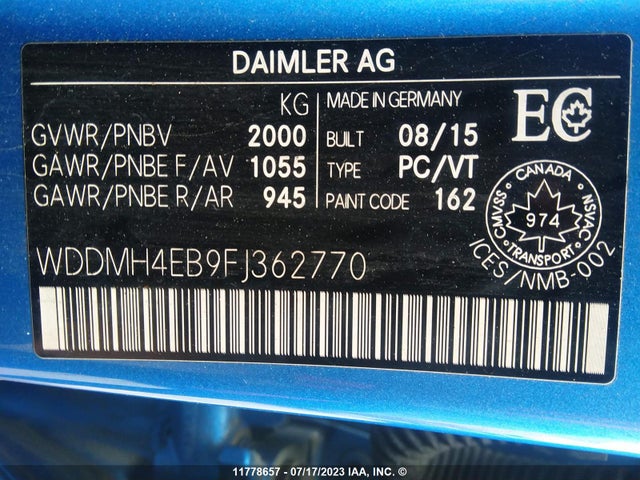 DAIMLER AG
KG
GVWR/PNBV 2000
GAWR/PNBE F/AV 1055
GAWR/PNBE R/AR 945
MADE IN GERMANY
BUILT 08/15
TYPE PC/VT
PAINT CODE 162
EC
CANADA
CMVSS 974 NSVAC
TRANSPORT
ICES/NMB-002
WDDMH4EB9FJ362770
11778657 - 07/17/2023 IAA, INC. ©